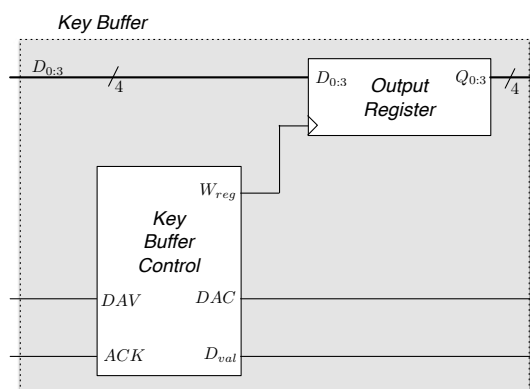 Key Buffer
D0:3
4
D0:3
Output
Register
Q0:3
4
Wreg
Key
Buffer
Control
DAV
DAC
ACK
Dval